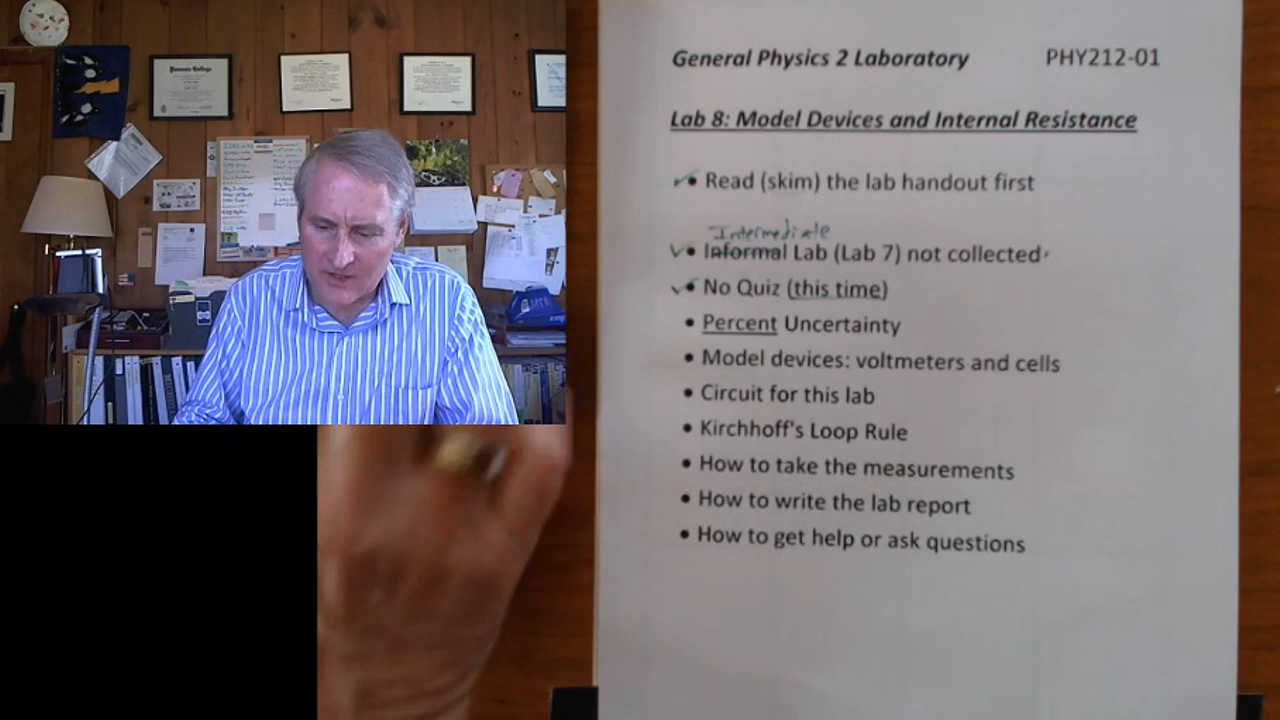 General Physics 2 Laboratory PHY212-01
Lab 8: Model Devices and Internal Resistance
• Read (skim) the lab handout first
Intermediate
• Informal Lab (Lab 7) not collected
• No Quiz (this time)
• Percent Uncertainty
• Model devices: voltmeters and cells
• Circuit for this lab
• Kirchhoff's Loop Rule
• How to take the measurements
• How to write the lab report
• How to get help or ask questions